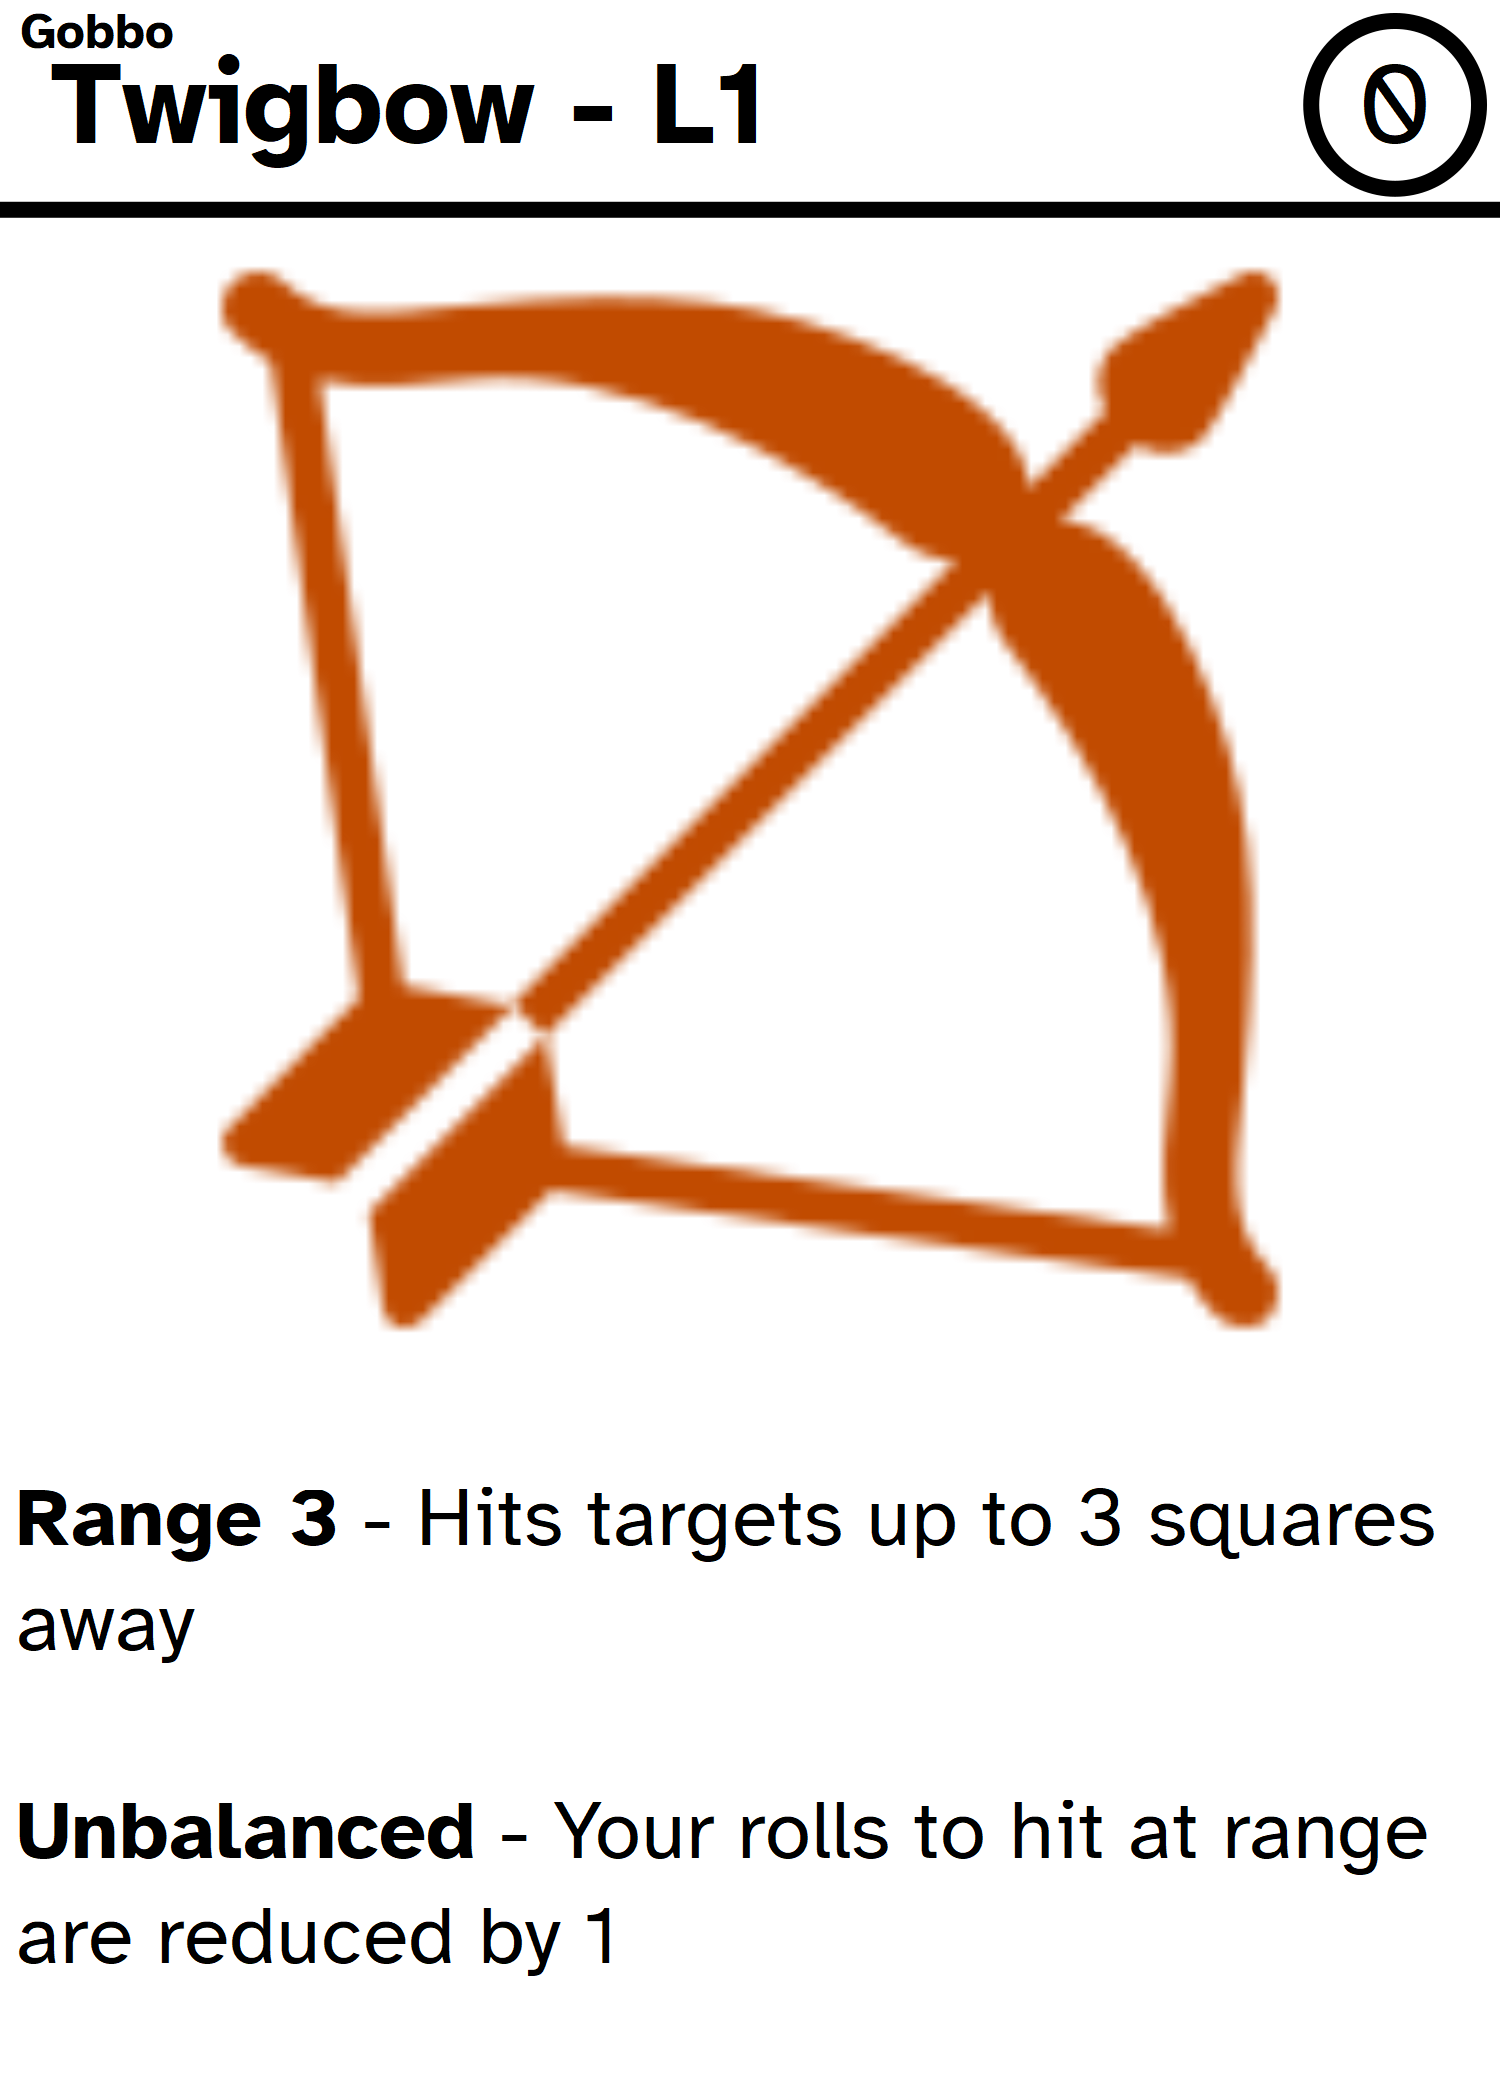 Gobbo
Twigbow - L1
0
Range 3 - Hits targets up to 3 squares
away
Unbalanced - Your rolls to hit at range
are reduced by 1